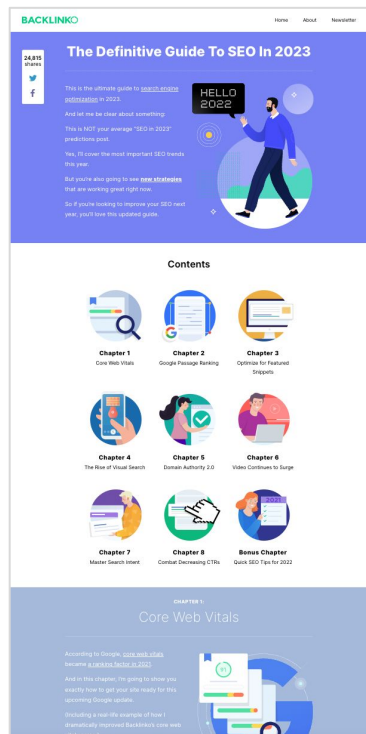 BACKLINKO
Home About Newsletter
24,815
shares
The Definitive Guide To SEO In 2023
This is the ultimate guide to search engine
optimization in 2023.
And let me be clear about something:
This is NOT your average “SEO in 2023”
predictions post.
Yes, I'll cover the most important SEO trends
this year.
But you're also going to see new strategies
that are working great right now.
So if you're looking to improve your SEO next
year, you'll love this updated guide.
HELLO
2022
Contents
Chapter 1
Core Web Vitals
Chapter 2
Google Passage Ranking
Chapter 3
Optimize for Featured
Snippets
Chapter 4
The Rise of Visual Search
Chapter 5
Domain Authority 2.0
Chapter 6
Video Continues to Surge
Chapter 7
Master Search Intent
Chapter 8
Combat Decreasing CTRs
2021
Bonus Chapter
Quick SEO Tips for 2022
CHAPTER 1:
Core Web Vitals
According to Google, core web vitals
became a ranking factor in 2021.
And in this chapter, I'm going to show you
exactly how to get your site ready for this
upcoming Google update.
(Including a real-life example of how I
dramatically improved Backlinko's core web